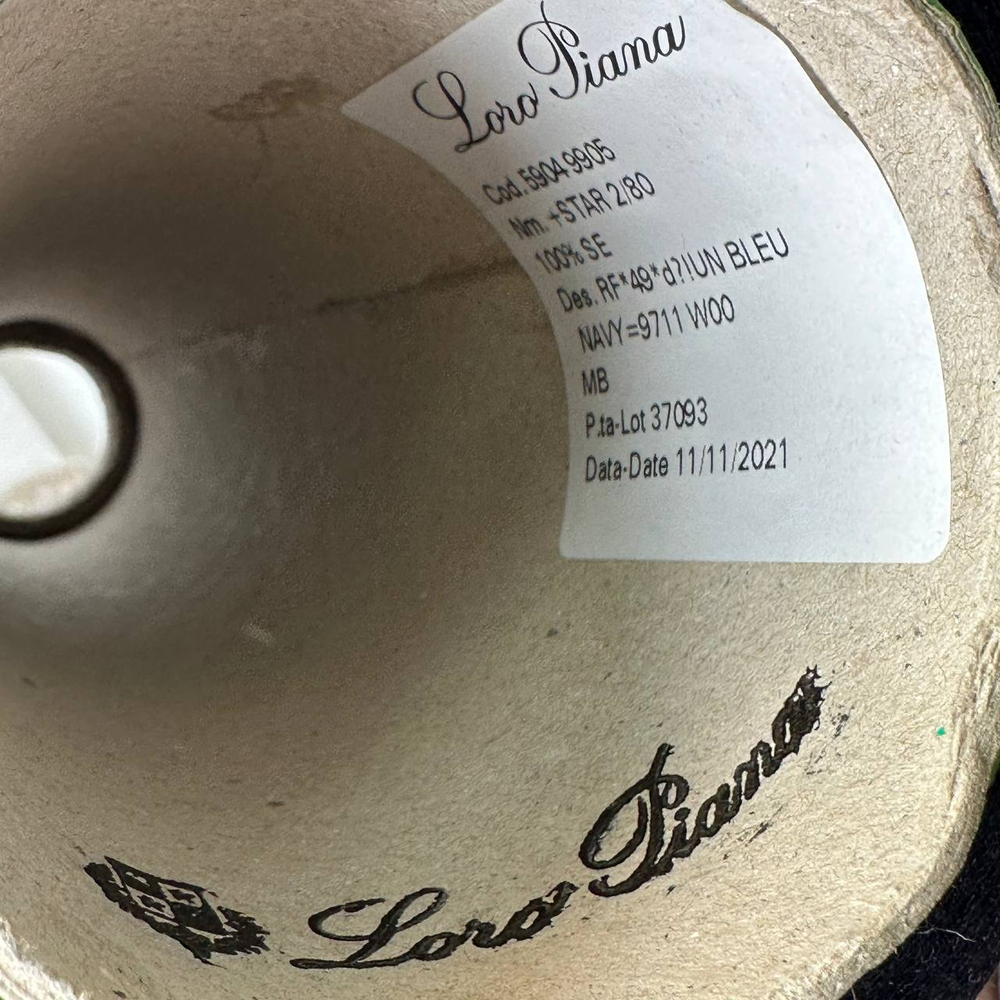 Loro Piana
Cod. 5904 9905
Nm. +STAR 2/80
100% SE
Des. RF*49*d?!UN BLEU
NAVY=9711 W00
MB
P.ta-Lot 37093
Data-Date 11/11/2021
Loro Piana